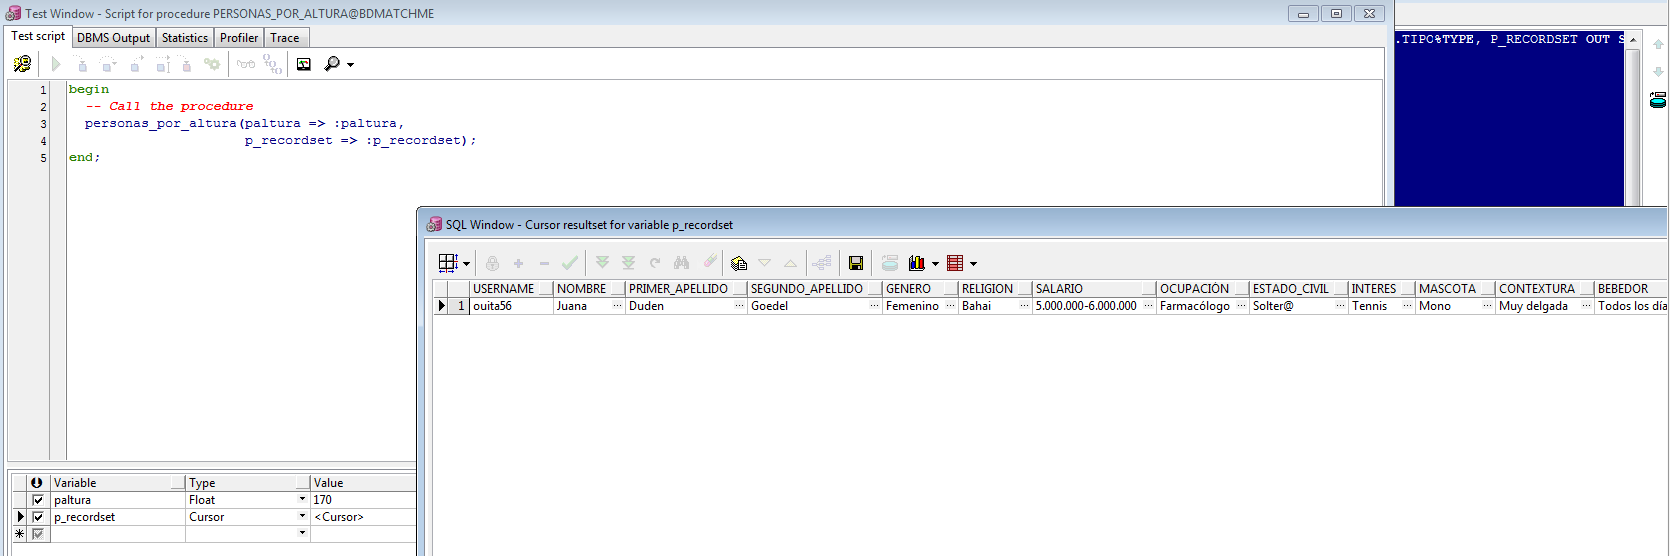 Test Window - Script for procedure PERSONAS_POR_ALTURA@BDMATCHME
Test script DBMS Output Statistics Profiler Trace
.TIPO%TYPE, P_RECORDSET OUT S
1 begin
2 -- Call the procedure
3 personas_por_altura(paltura => :paltura,
4 p_recordset => :p_recordset);
5 end;
SQL Window - Cursor resultset for variable p_recordset
USERNAME NOMBRE PRIMER_APELLIDO SEGUNDO_APELLIDO GENERO RELIGION SALARIO OCUPACIÓN ESTADO_CIVIL INTERES MASCOTA CONTEXTURA BEBEDOR
1 ouita56 Juana ... Duden ... Goedel ... Femenino ... Bahai ... 5.000.000-6.000.000 ... Farmacólogo ... Solter@ ... Tennis ... Mono ... Muy delgada ... Todos los día
Variable Type Value
paltura Float 170
p_recordset Cursor <Cursor>